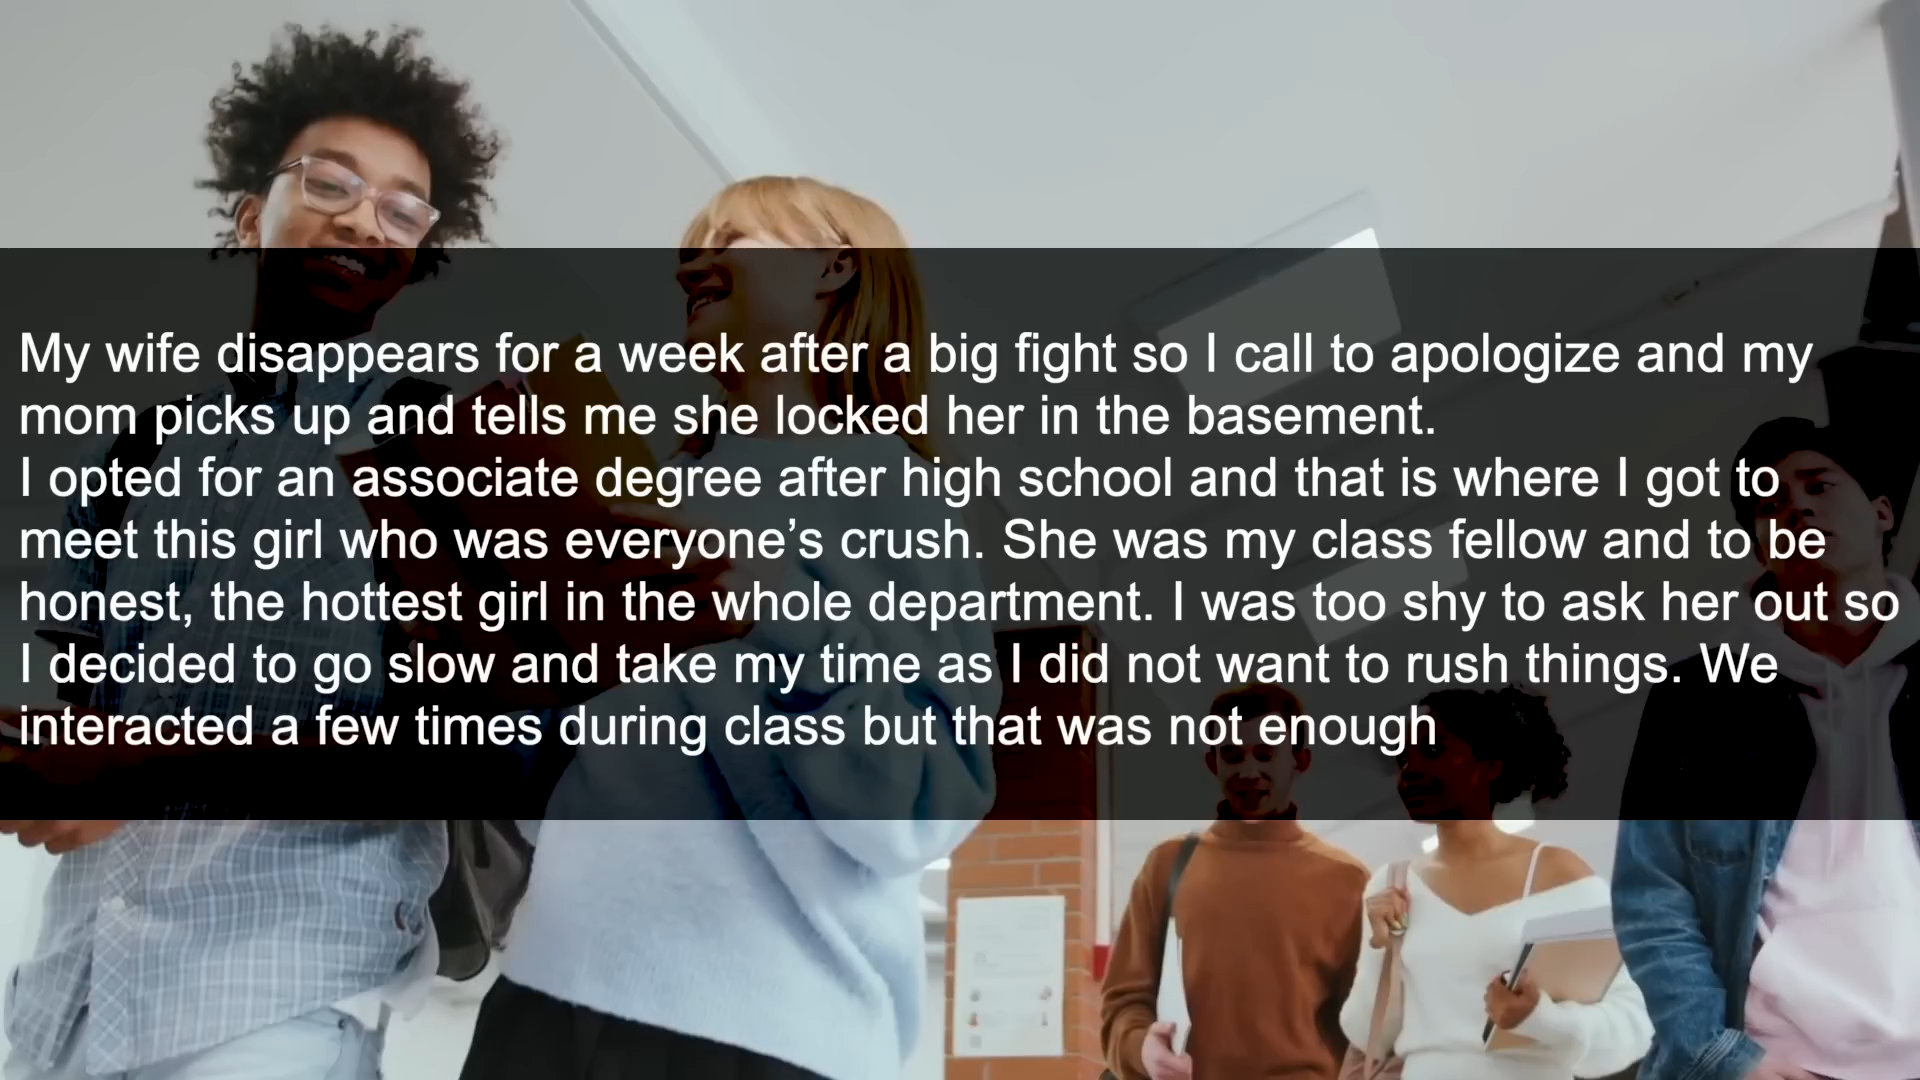 My wife disappears for a week after a big fight so I call to apologize and my
mom picks up and tells me she locked her in the basement.
I opted for an associate degree after high school and that is where I got to
meet this girl who was everyone’s crush. She was my class fellow and to be
honest, the hottest girl in the whole department. I was too shy to ask her out so
I decided to go slow and take my time as I did not want to rush things. We
interacted a few times during class but that was not enough